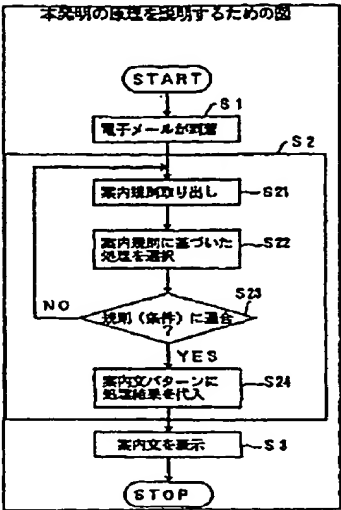 本発明の原理を説明するための図
START
S1
電子メールが到着
S2
案内規則取り出し
S21
案内規則に基づいた
処理を選択
S22
S23
規則（条件）に適合
?
NO
YES
案内文パターンに
処理結果を代入
S24
案内文を表示
S3
STOP